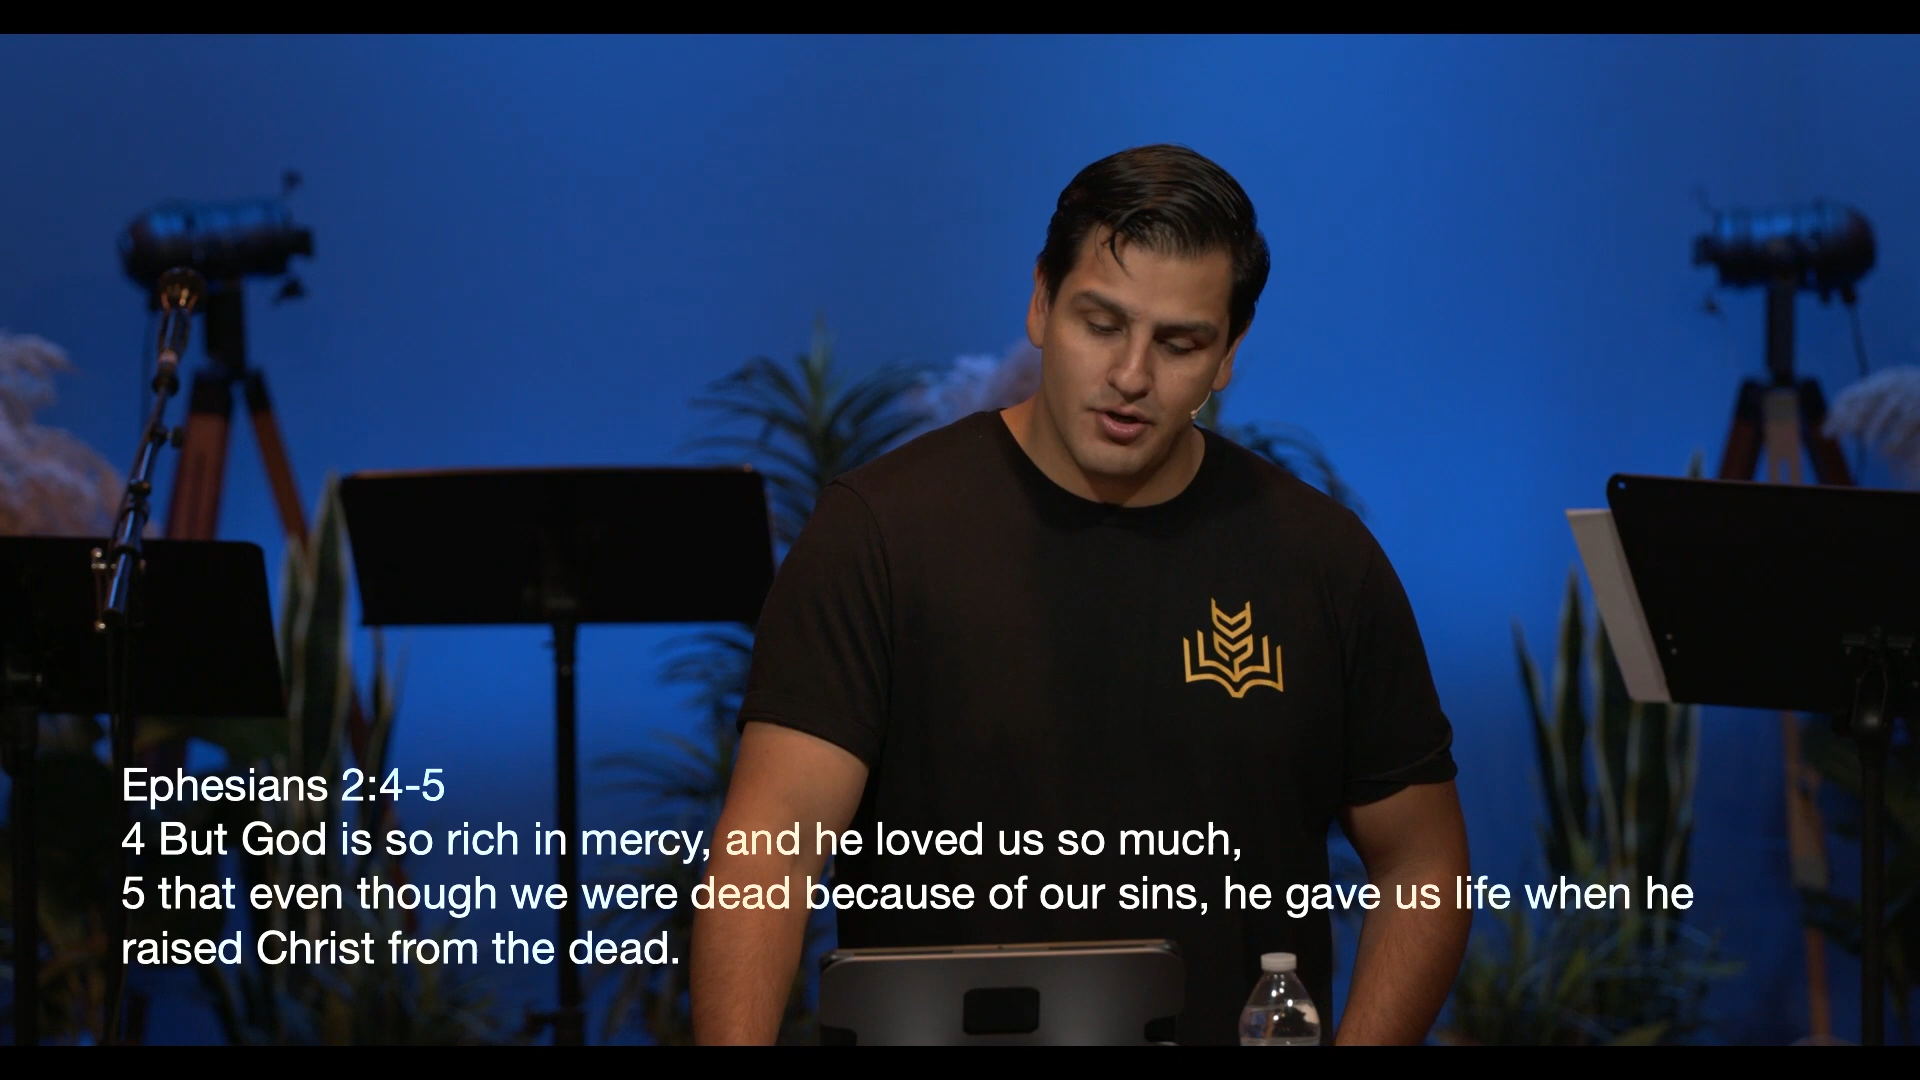 Ephesians 2:4-5
4 But God is so rich in mercy, and he loved us so much,
5 that even though we were dead because of our sins, he gave us life when he
raised Christ from the dead.